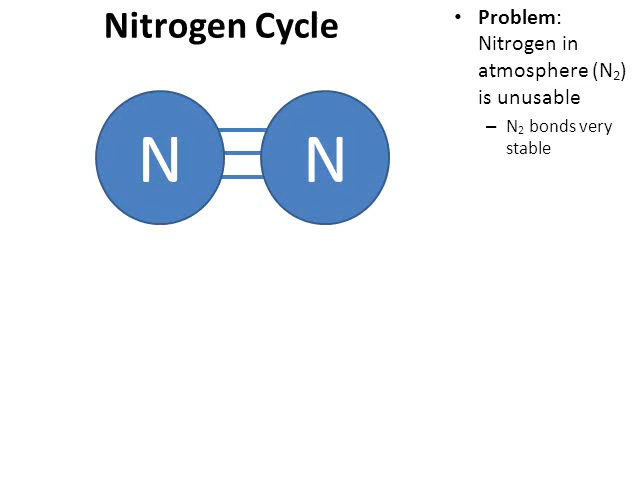 Nitrogen Cycle
N N
• Problem:
Nitrogen in
atmosphere (N₂)
is unusable
– N₂ bonds very
stable